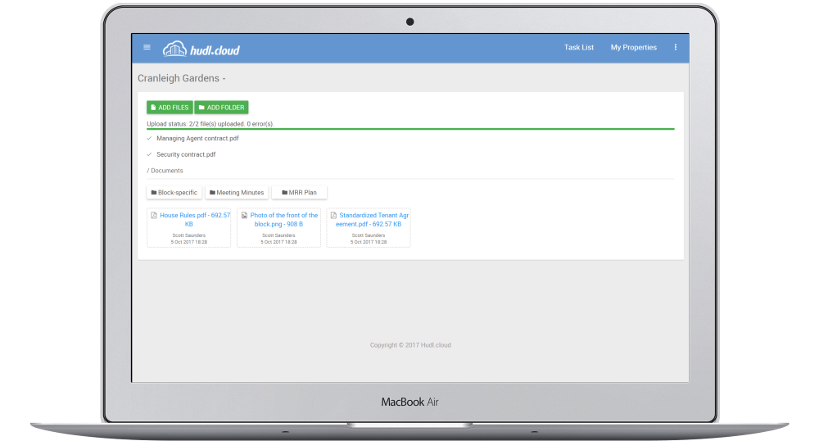 hudl.cloud
Task List
My Properties
Cranleigh Gardens -
ADD FILES
ADD FOLDER
Upload status: 2/2 file(s) uploaded. 0 error(s).
Managing Agent contract.pdf
Security contract.pdf
/ Documents
Block-specific
Meeting Minutes
MRR Plan
House Rules.pdf - 692.57
KB
Scott Saunders
5 Oct 2017 18:28
Photo of the front of the
block.png - 908 B
Scott Saunders
5 Oct 2017 18:28
Standardized Tenant Agr
eement.pdf - 692.57 KB
Scott Saunders
5 Oct 2017 18:28
Copyright © 2017 Hudl.cloud.
MacBook Air